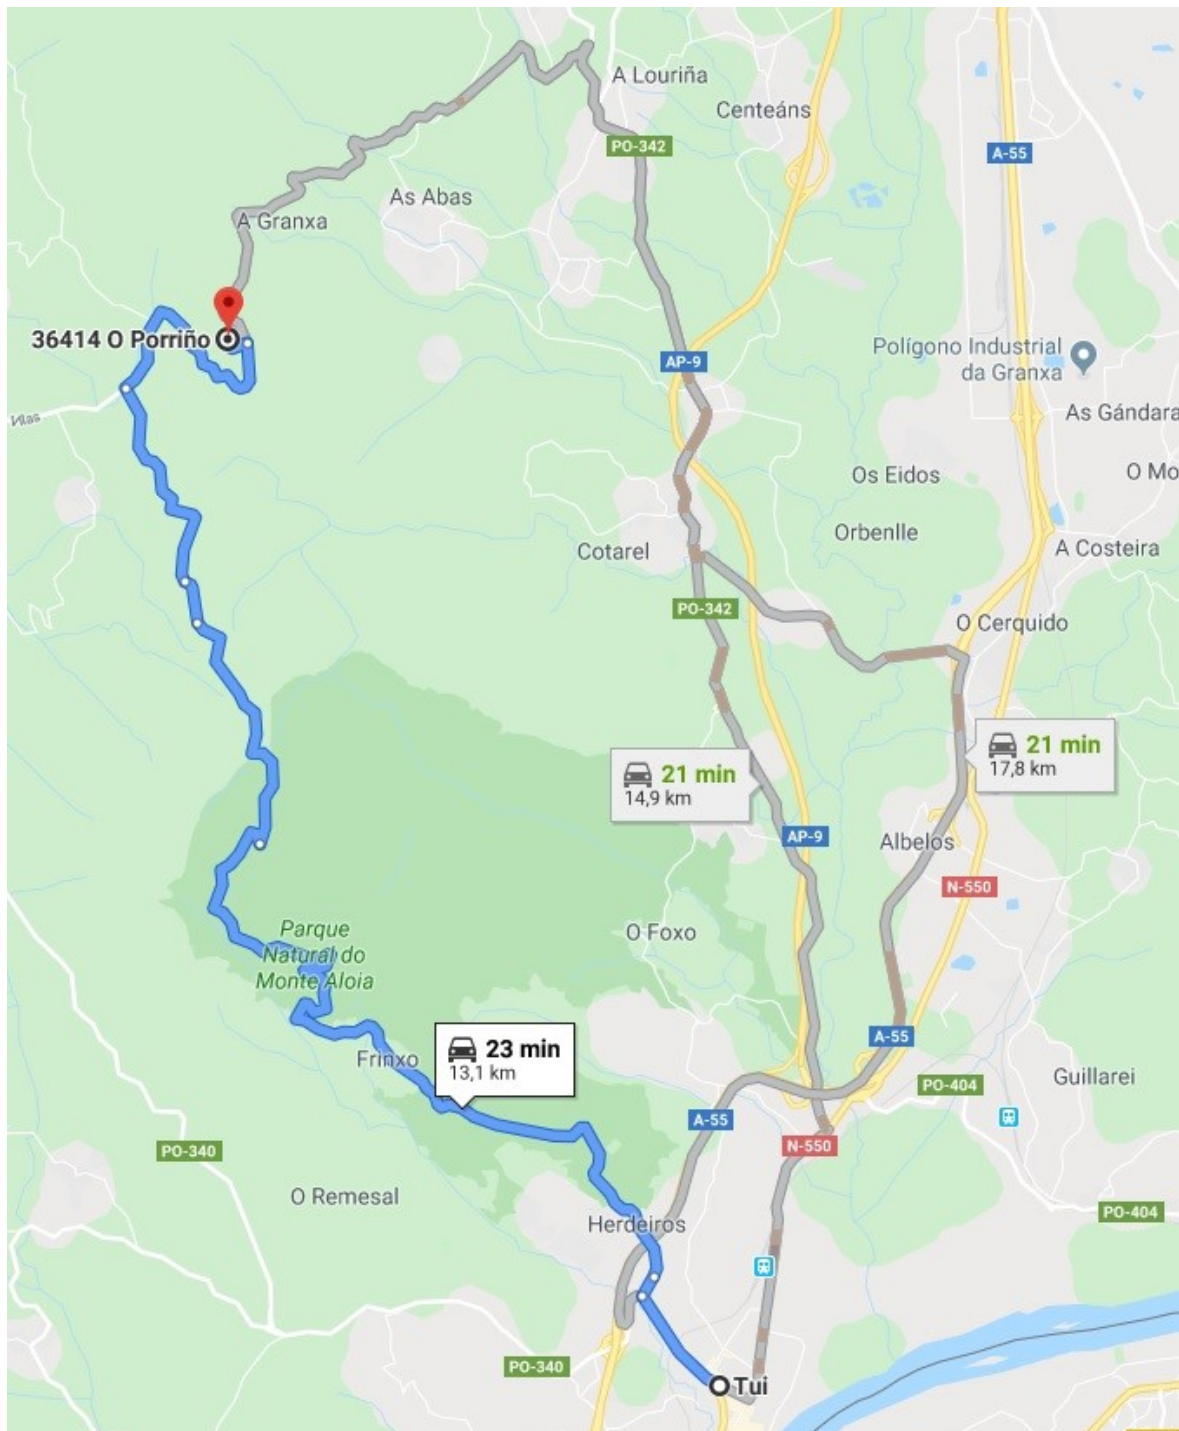 A Louriña
Centeáns
PO-342
A-55
As Abas
A Granxa
36414 O Porriño
AP-9
Polígono Industrial
da Granxa
As Gándara
Vilas
Os Eidos
O Mo
Orbenlle
Cotarel
A Costeira
PO-342
O Cerquido
21 min
17,8 km
21 min
14,9 km
AP-9
Albelos
N-550
Parque
Natural do
Monte Aloia
O Foxo
A-55
23 min
13,1 km
Frinxo
PO-404
Guillarei
A-55
N-550
PO-340
O Remesal
PO-404
Herdeiros
PO-340
Tui